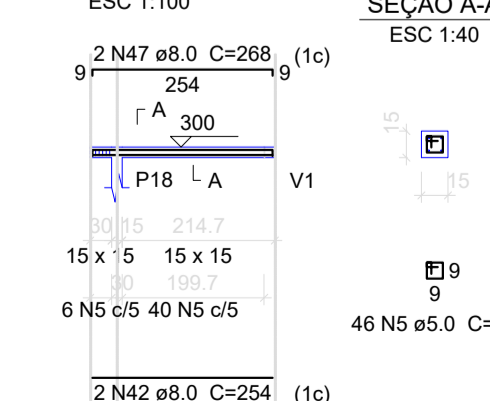 ESC 1:100
SEÇÃO A-A
ESC 1:40
2 N47 ø8.0 C=268 (1c)
9 9
254
A
300
15
P18 A V1
15
30 15 214.7
15 x 15 15 x 15
30 199.7
9
9
6 N5 c/5 40 N5 c/5
46 N5 ø5.0 C=
2 N42 ø8.0 C=254 (1c)